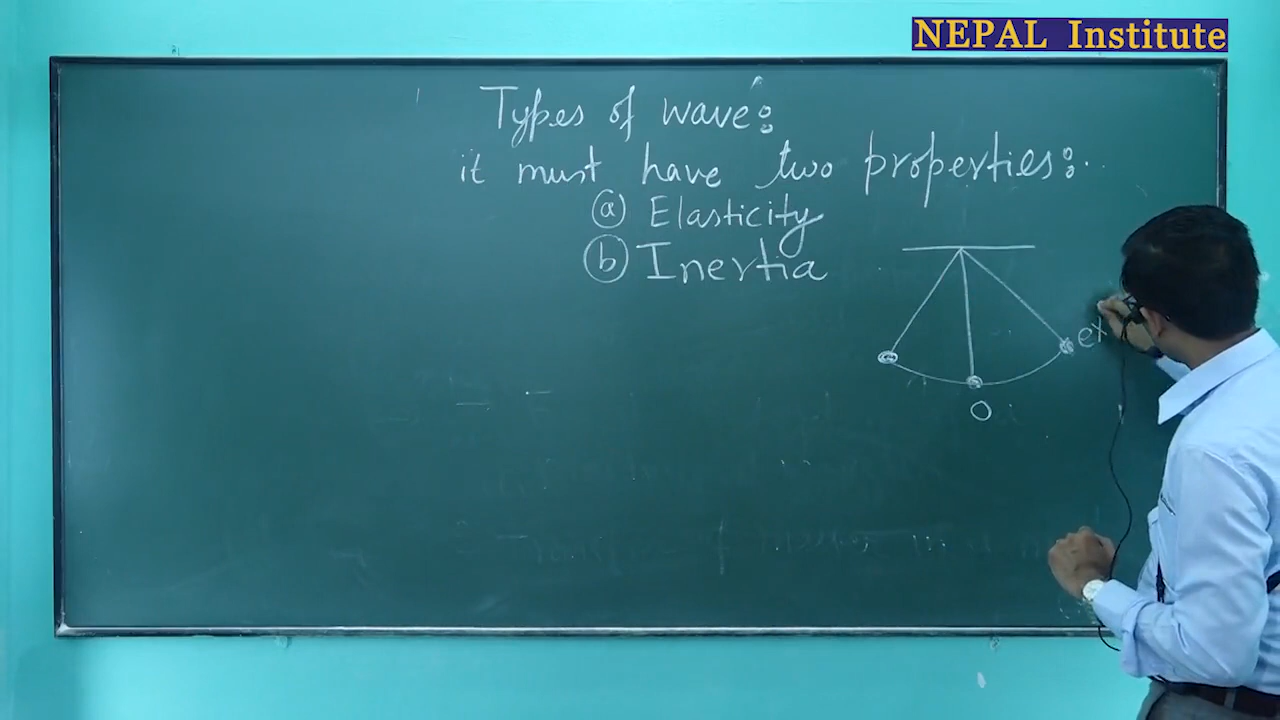 NEPAL Institute
Types of wave:
it must have two properties:
(a) Elasticity
(b) Inertia
ex
O